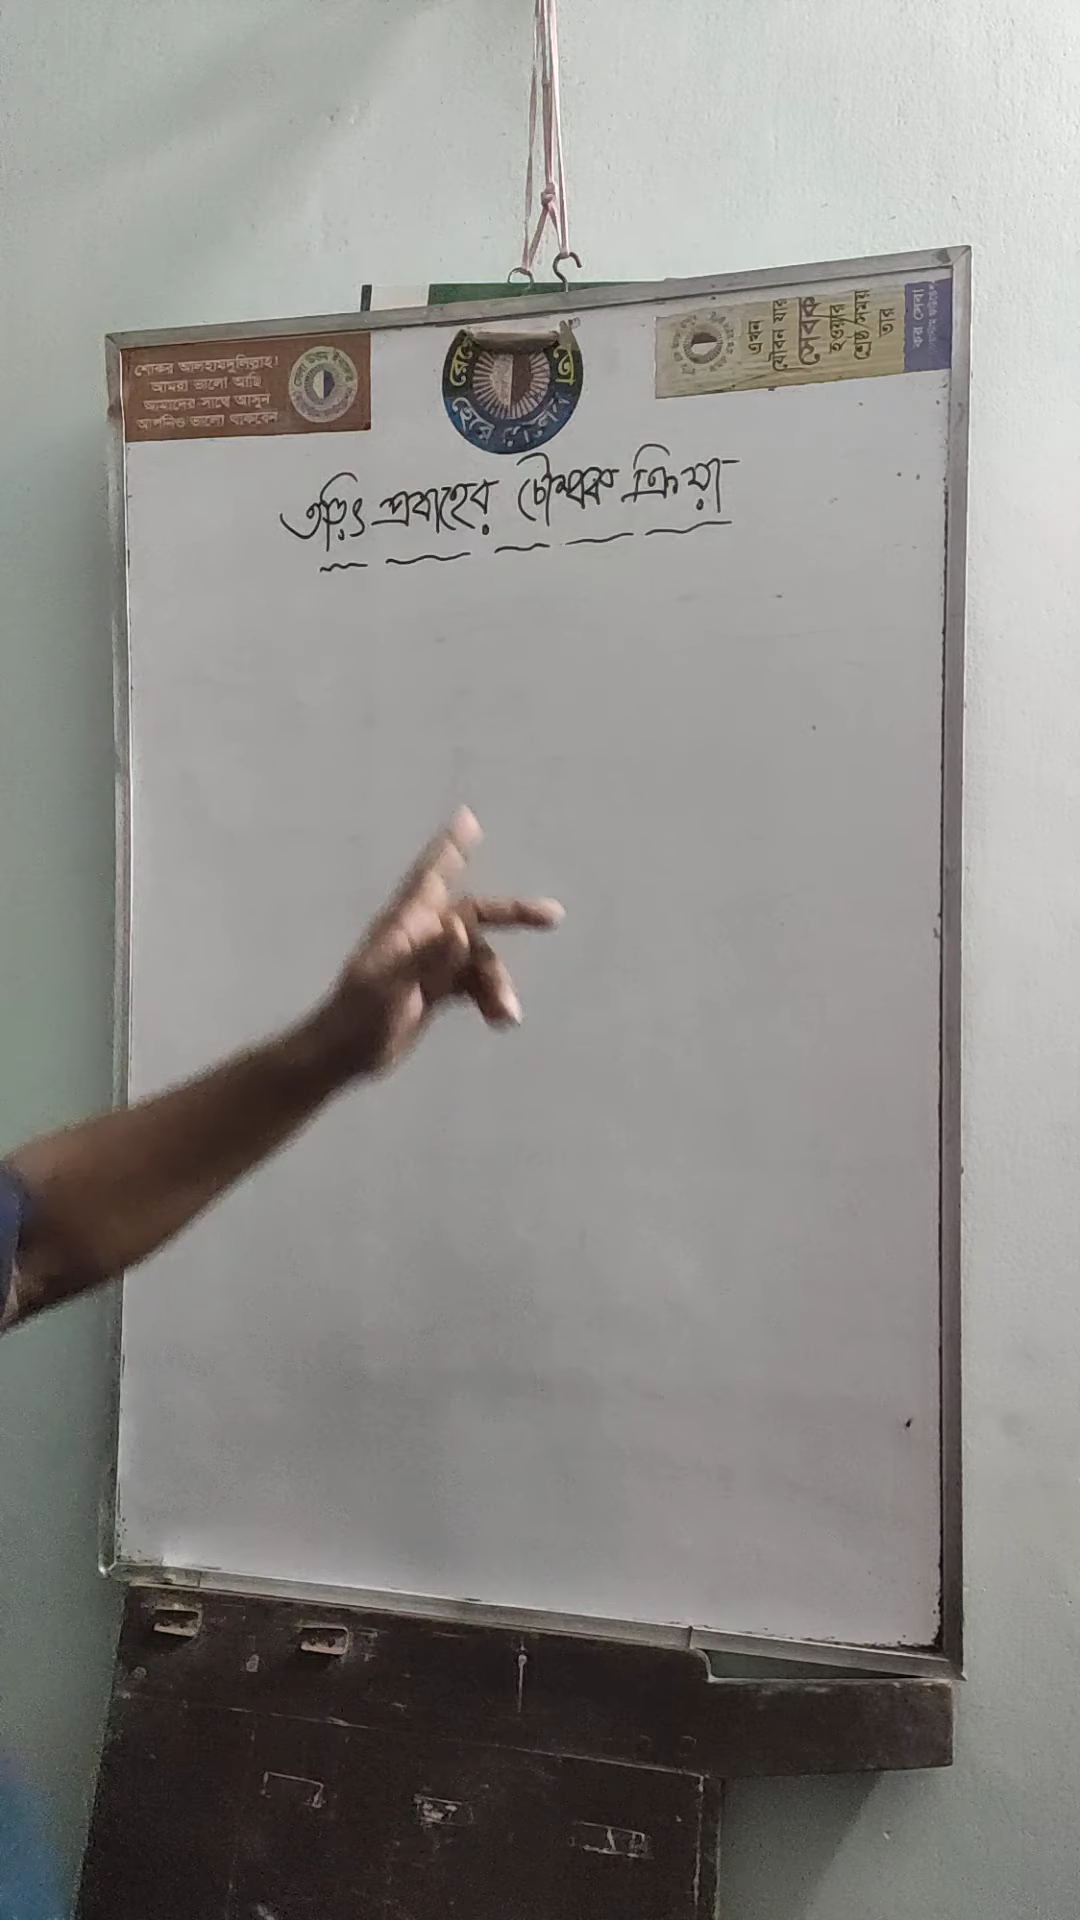 শোকর আলহামদুলিল্লাহ!
আমরা ভালো আছি
আমাদের সাথে আসুন
আপনিও ভালো থাকবেন
এখন
যৌবন যার
সেবক
হওয়ার
শ্রেষ্ঠ সময়
তার
তড়িৎ প্রবাহের চৌম্বক ক্রিয়া